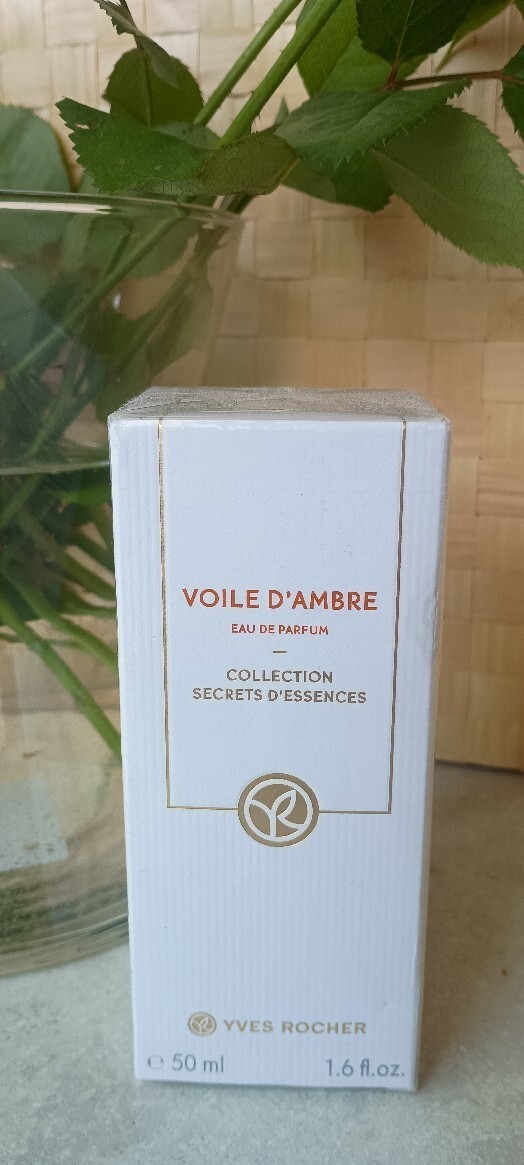 VOILE D'AMBRE
EAU DE PARFUM
—
COLLECTION
SECRETS D'ESSENCES
YVES ROCHER
℮ 50 ml 1.6 fl.oz.